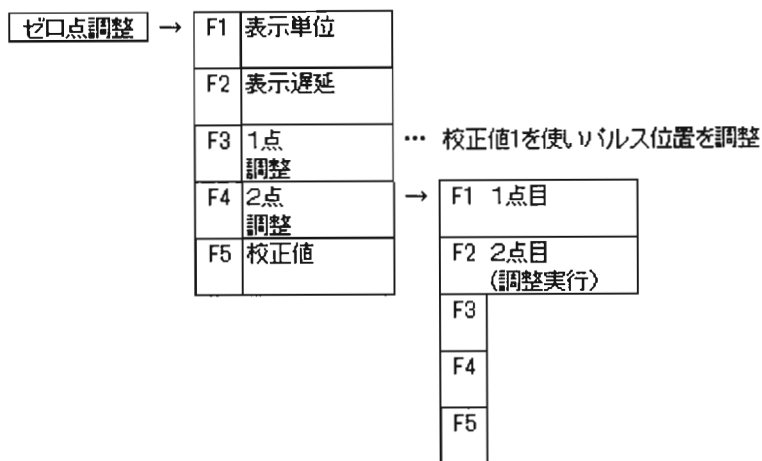 ゼロ点調整 → F1 表示単位
F2 表示遅延
F3 1点
調整
… 校正値1を使いパルス位置を調整
F4 2点
調整
→ F1 1点目
F5 校正値
F2 2点目
(調整実行)
F3
F4
F5